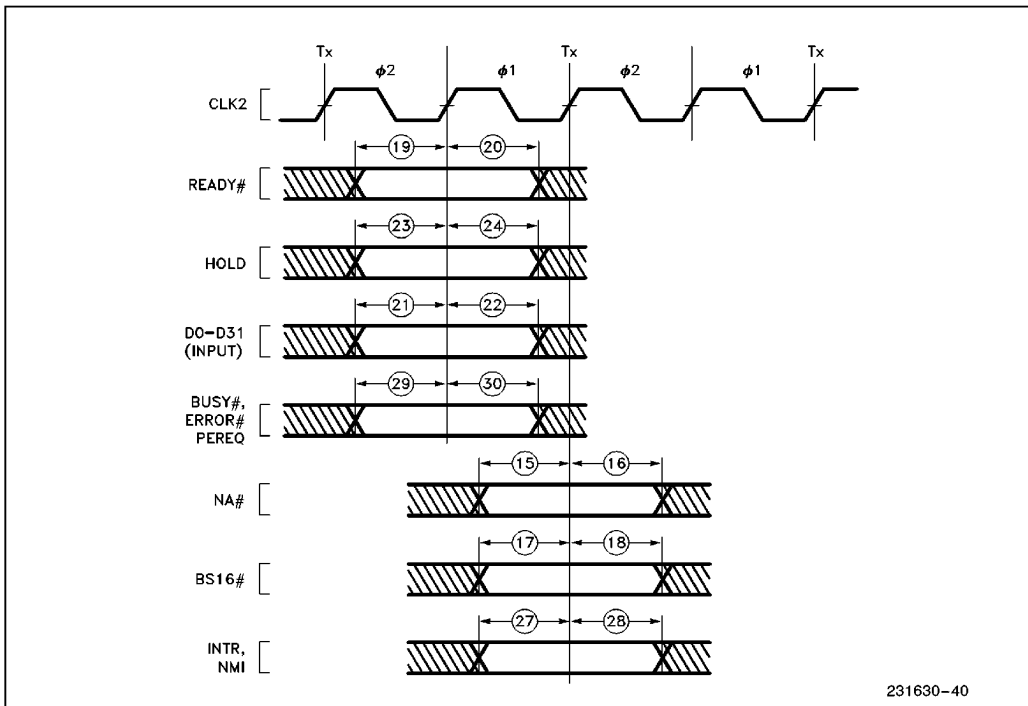 Tx Tx Tx
ϕ2 ϕ1 ϕ2 ϕ1
CLK2
19 20
READY#
23 24
HOLD
21 22
D0-D31
(INPUT)
29 30
BUSY#,
ERROR#
PEREQ
15 16
NA#
17 18
BS16#
27 28
INTR,
NMI
231630-40